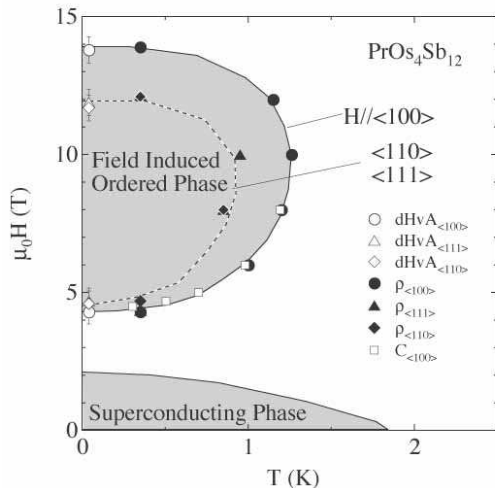 PrOs₄Sb₁₂
H//<100>
<110>
<111>
Field Induced
Ordered Phase
dHvA<100>
dHvA<111>
dHvA<110>
ρ<100>
ρ<111>
ρ<110>
C<100>
Superconducting Phase
μ₀H (T)
15
10
5
0
0
1
2
T (K)